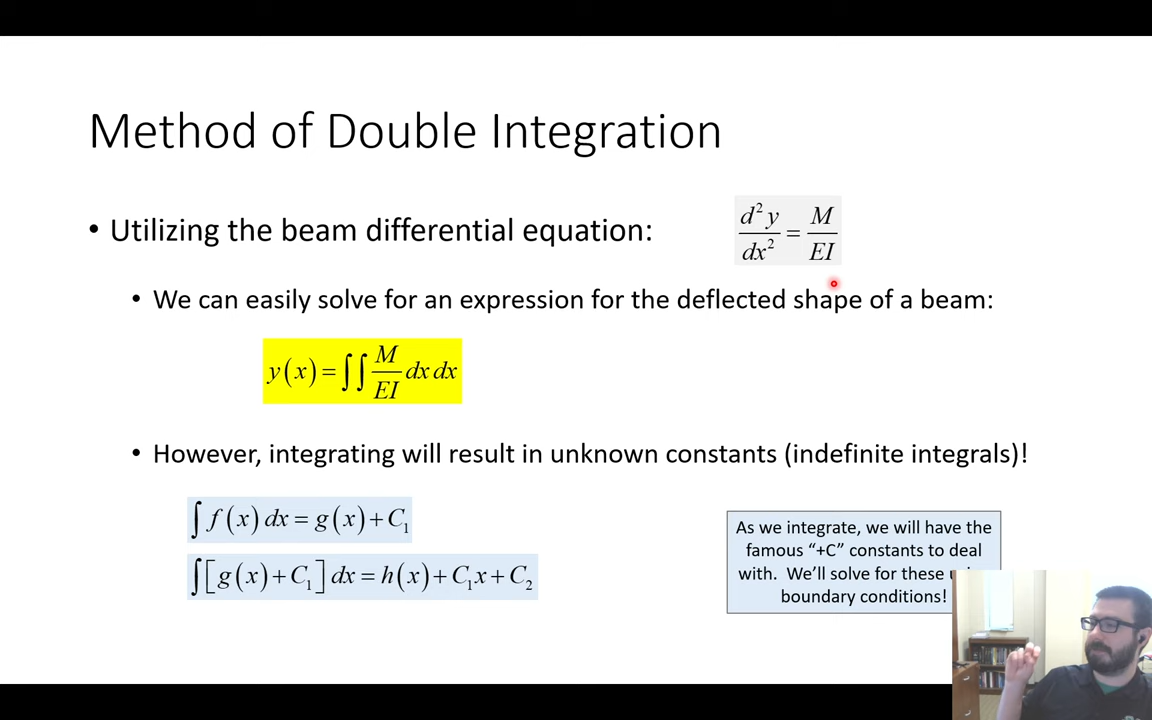 Method of Double Integration
• Utilizing the beam differential equation: d²y/dx² = M/EI
• We can easily solve for an expression for the deflected shape of a beam:
y(x) = ∫∫ M/EI dx dx
• However, integrating will result in unknown constants (indefinite integrals)!
∫ f(x) dx = g(x) + C₁
∫ [g(x) + C₁] dx = h(x) + C₁x + C₂
As we integrate, we will have the
famous “+C” constants to deal
with. We’ll solve for these
boundary conditions!